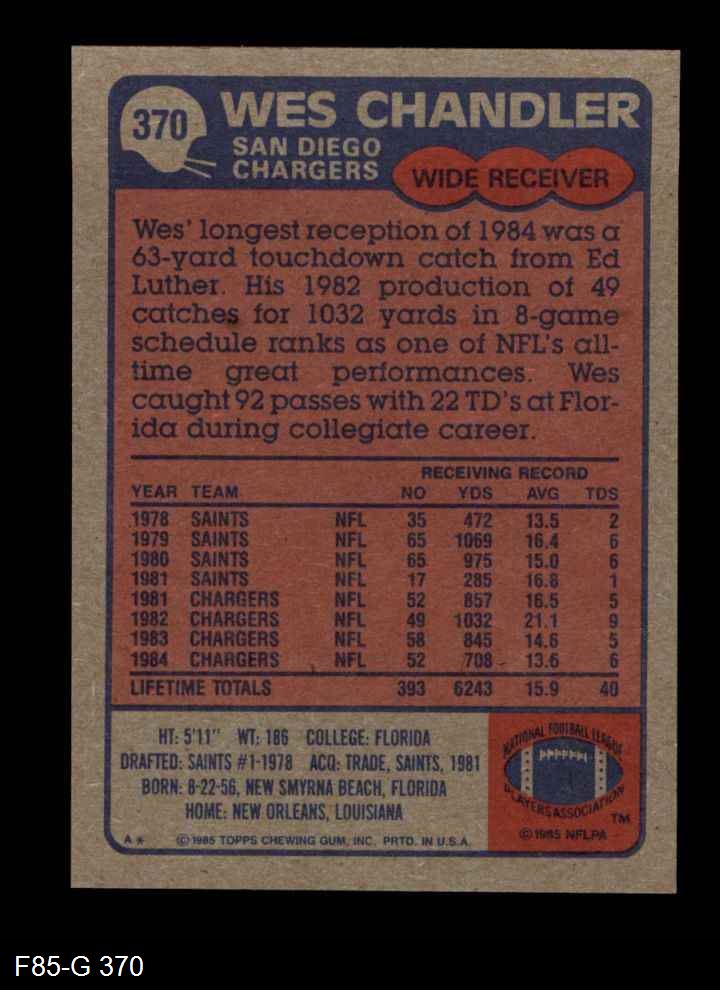 370
WES CHANDLER
SAN DIEGO
CHARGERS
WIDE RECEIVER
Wes' longest reception of 1984 was a
63-yard touchdown catch from Ed
Luther. His 1982 production of 49
catches for 1032 yards in 8-game
schedule ranks as one of NFL's all-
time great performances. Wes
caught 92 passes with 22 TD's at Flor-
ida during collegiate career.
RECEIVING RECORD
YEAR TEAM NO YDS AVG TDS
1978 SAINTS NFL 35 472 13.5 2
1979 SAINTS NFL 65 1069 16.4 6
1980 SAINTS NFL 65 975 15.0 6
1981 SAINTS NFL 17 285 16.8 1
1981 CHARGERS NFL 52 857 16.5 5
1982 CHARGERS NFL 49 1032 21.1 9
1983 CHARGERS NFL 58 845 14.6 5
1984 CHARGERS NFL 52 708 13.6 6
LIFETIME TOTALS 393 6243 15.9 40
HT: 5'11" WT: 186 COLLEGE: FLORIDA
DRAFTED: SAINTS #1-1978 ACQ: TRADE, SAINTS, 1981
BORN: 8-22-56, NEW SMYRNA BEACH, FLORIDA
HOME: NEW ORLEANS, LOUISIANA
A* ©1985 TOPPS CHEWING GUM, INC. PRTD. IN U.S.A.
NATIONAL FOOTBALL LEAGUE
PLAYERS ASSOCIATION
TM
©1985 NFLPA
F85-G 370